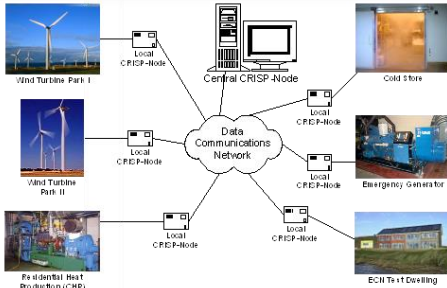 Wind Turbine Park I
Local
CRISP-Node
Central CRISP-Node
Cold Store
Local
CRISP-Node
Wind Turbine
Park II
Local
CRISP-Node
Data
Communications
Network
Local
CRISP-Node
Emergency Generator
Residential Heat
Production (CHP)
Local
CRISP-Node
Local
CRISP-Node
ECN Test Dwelling